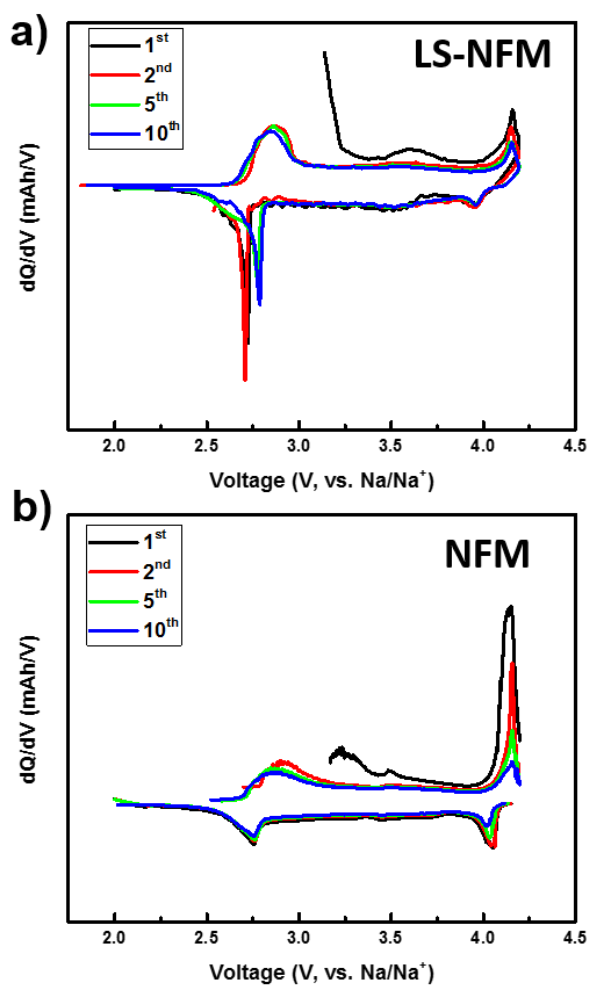 a)
1st
2nd
5th
10th
LS-NFM
dQ/dV (mAh/V)
2.0 2.5 3.0 3.5 4.0 4.5
Voltage (V, vs. Na/Na+)
b)
1st
2nd
5th
10th
NFM
dQ/dV (mAh/V)
2.0 2.5 3.0 3.5 4.0 4.5
Voltage (V, vs. Na/Na+)